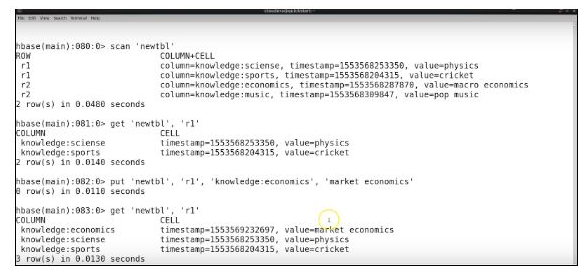 File Edit View Search Terminal Help
hbase(main):080:0> scan 'newtbl'
ROW COLUMN+CELL
r1 column=knowledge:sciense, timestamp=1553568253350, value=physics
r1 column=knowledge:sports, timestamp=1553568204315, value=cricket
r2 column=knowledge:economics, timestamp=1553568287870, value=macro economics
r2 column=knowledge:music, timestamp=1553568309847, value=pop music
2 row(s) in 0.0480 seconds
hbase(main):081:0> get 'newtbl', 'r1'
COLUMN CELL
knowledge:sciense timestamp=1553568253350, value=physics
knowledge:sports timestamp=1553568204315, value=cricket
2 row(s) in 0.0140 seconds
hbase(main):082:0> put 'newtbl', 'r1', 'knowledge:economics', 'market economics'
0 row(s) in 0.0110 seconds
hbase(main):083:0> get 'newtbl', 'r1'
COLUMN CELL
knowledge:economics timestamp=1553569232697, value=market economics
knowledge:sciense timestamp=1553568253350, value=physics
knowledge:sports timestamp=1553568204315, value=cricket
3 row(s) in 0.0130 seconds